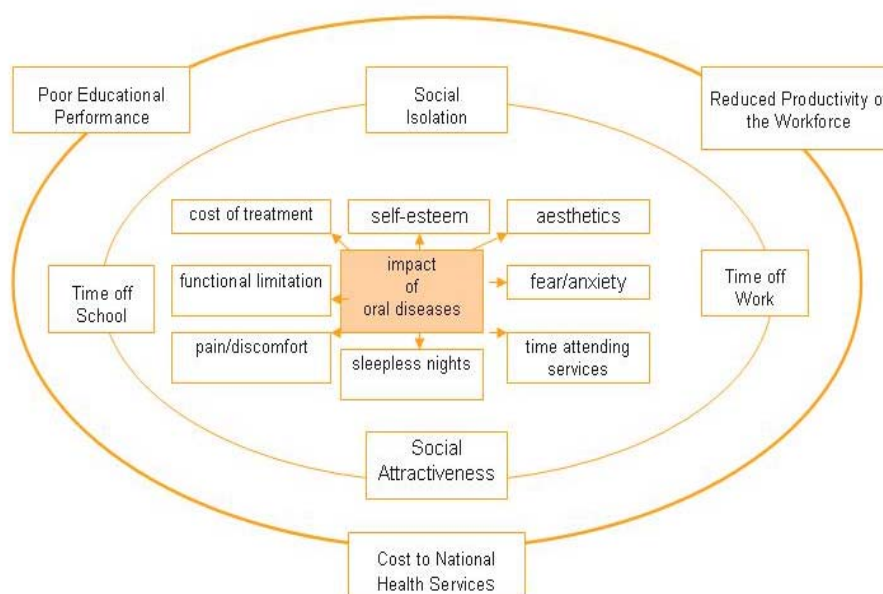 Poor Educational
Performance
Social
Isolation
Reduced Productivity o
the Workforce
cost of treatment
self-esteem
aesthetics
functional limitation
impact
of
oral diseases
fear/anxiety
Time off
School
Time off
Work
pain/discomfort
sleepless nights
time attending
services
Social
Attractiveness
Cost to National
Health Services